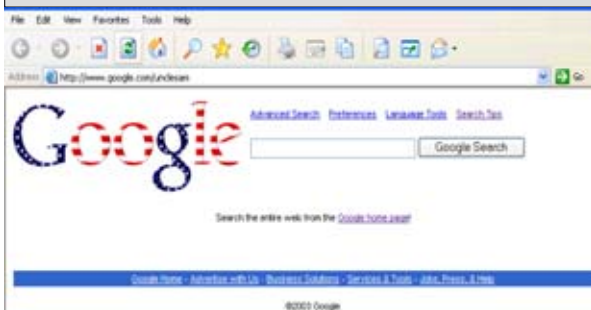 File Edit View Favorites Tools Help
Address http://www.google.com/unclesam Go
Google
Advanced Search Preferences Language Tools Search Tips
Google Search
Search the entire web from the Google home page!
Google Home - Advertise with Us - Business Solutions - Services & Tools - Jobs, Press, & Help
©2003 Google